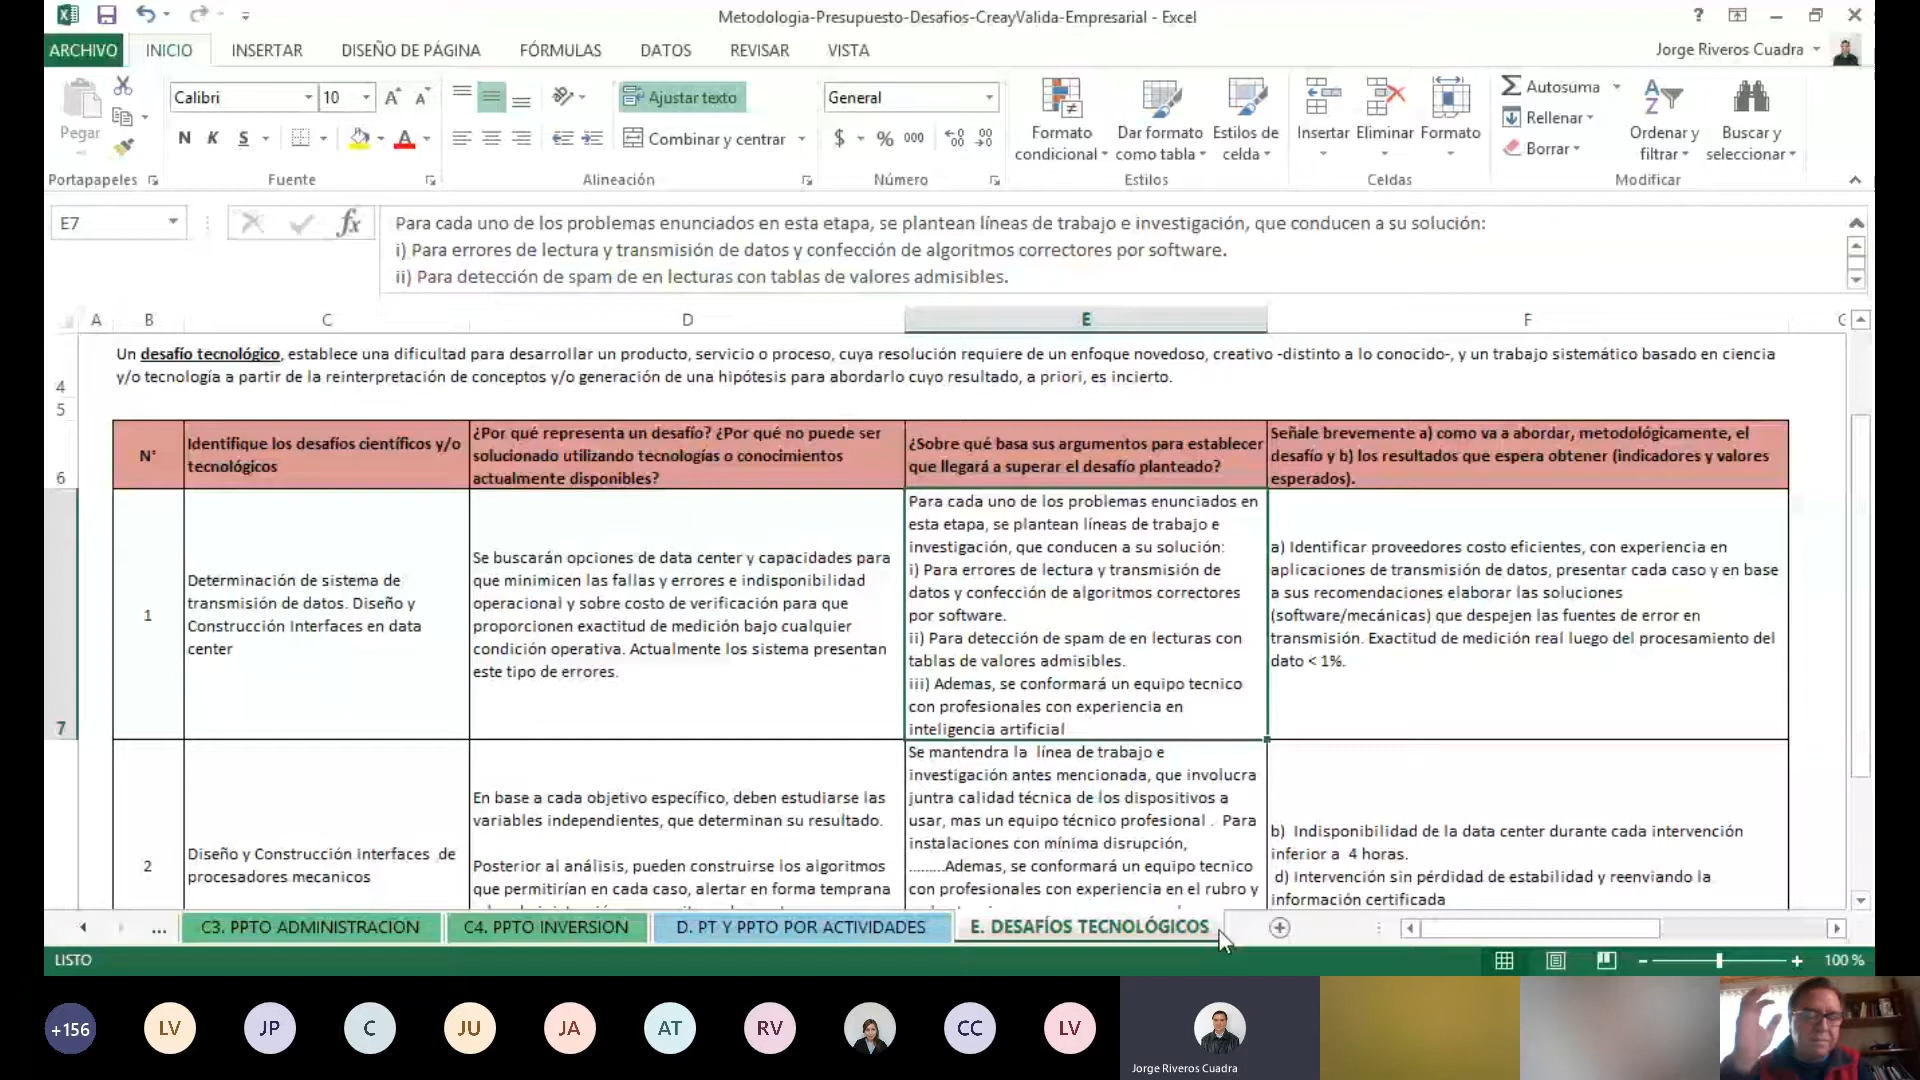 Metodologia-Presupuesto-Desafios-CreayValida-Empresarial - Excel
ARCHIVO INICIO INSERTAR DISEÑO DE PÁGINA FÓRMULAS DATOS REVISAR VISTA
Jorge Riveros Cuadra
Pegar
Calibri 10
N K S
Ajustar texto
Combinar y centrar
General
$ % 000
Formato condicional
Dar formato como tabla
Estilos de celda
Insertar Eliminar Formato
Autosuma
Rellenar
Borrar
Ordenar y filtrar
Buscar y seleccionar
Portapapeles Fuente Alineación Número Estilos Celdas Modificar
E7
fx
Para cada uno de los problemas enunciados en esta etapa, se plantean líneas de trabajo e investigación, que conducen a su solución:
i) Para errores de lectura y transmisión de datos y confección de algoritmos correctores por software.
ii) Para detección de spam de en lecturas con tablas de valores admisibles.
A B C D E F
4
5
6
7
Un desafío tecnológico, establece una dificultad para desarrollar un producto, servicio o proceso, cuya resolución requiere de un enfoque novedoso, creativo -distinto a lo conocido-, y un trabajo sistemático basado en ciencia
y/o tecnología a partir de la reinterpretación de conceptos y/o generación de una hipótesis para abordarlo cuyo resultado, a priori, es incierto.
N°
Identifique los desafíos científicos y/o
tecnológicos
¿Por qué representa un desafío? ¿Por qué no puede ser
solucionado utilizando tecnologías o conocimientos
actualmente disponibles?
¿Sobre qué basa sus argumentos para establecer
que llegará a superar el desafío planteado?
Señale brevemente a) como va a abordar, metodológicamente, el
desafío y b) los resultados que espera obtener (indicadores y valores
esperados).
1
Determinación de sistema de
transmisión de datos. Diseño y
Construcción Interfaces en data
center
Se buscarán opciones de data center y capacidades para
que minimicen las fallas y errores e indisponibilidad
operacional y sobre costo de verificación para que
proporcionen exactitud de medición bajo cualquier
condición operativa. Actualmente los sistema presentan
este tipo de errores.
Para cada uno de los problemas enunciados en
esta etapa, se plantean líneas de trabajo e
investigación, que conducen a su solución:
i) Para errores de lectura y transmisión de
datos y confección de algoritmos correctores
por software.
ii) Para detección de spam de en lecturas con
tablas de valores admisibles.
iii) Ademas, se conformará un equipo tecnico
con profesionales con experiencia en
inteligencia artificial
a) Identificar proveedores costo eficientes, con experiencia en
aplicaciones de transmisión de datos, presentar cada caso y en base
a sus recomendaciones elaborar las soluciones
(software/mecánicas) que despejen las fuentes de error en
transmisión. Exactitud de medición real luego del procesamiento del
dato < 1%.
2
Diseño y Construcción Interfaces de
procesadores mecanicos
En base a cada objetivo específico, deben estudiarse las
variables independientes, que determinan su resultado.
Posterior al análisis, pueden construirse los algoritmos
que permitirían en cada caso, alertar en forma temprana
Se mantendra la línea de trabajo e
investigación antes mencionada, que involucra
juntra calidad técnica de los dispositivos a
usar, mas un equipo técnico profesional . Para
instalaciones con mínima disrupción,
.........Ademas, se conformará un equipo tecnico
con profesionales con experiencia en el rubro y
b) Indisponibilidad de la data center durante cada intervención
inferior a 4 horas.
d) Intervención sin pérdida de estabilidad y reenviando la
información certificada
... C3. PPTO ADMINISTRACION C4. PPTO INVERSION D. PT Y PPTO POR ACTIVIDADES E. DESAFÍOS TECNOLÓGICOS
LISTO
100 %
+156 LV JP C JU JA AT RV CC LV
Jorge Riveros Cuadra